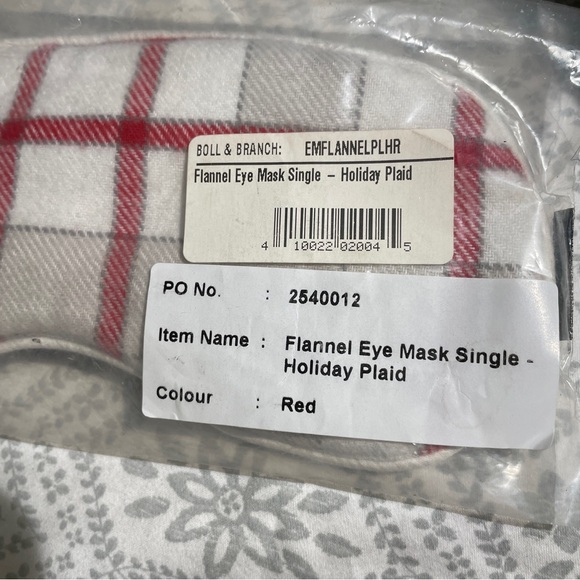 BOLL & BRANCH: EMFLANNELPLHR
Flannel Eye Mask Single - Holiday Plaid
4 10022 02004 5
PO No. : 2540012
Item Name : Flannel Eye Mask Single -
Holiday Plaid
Colour : Red